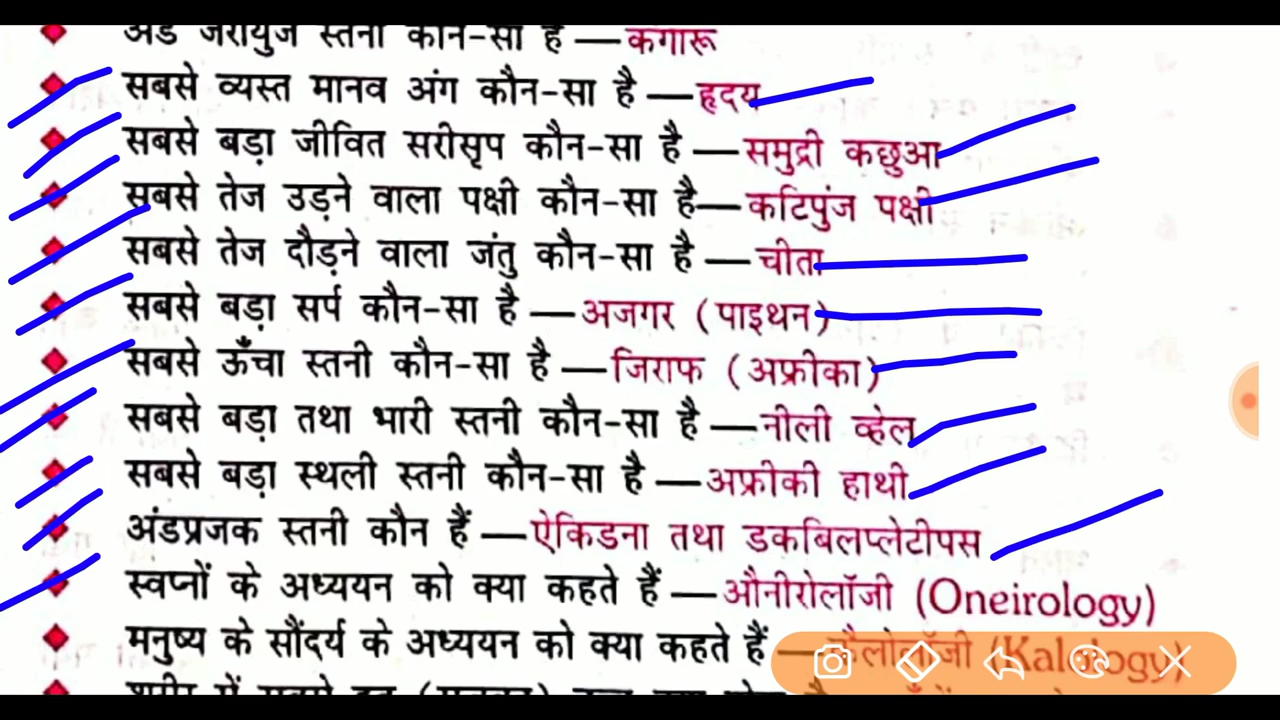 अंड जरायुज स्तनी कौन-सा है — कंगारू
सबसे व्यस्त मानव अंग कौन-सा है — हृदय
सबसे बड़ा जीवित सरीसृप कौन-सा है — समुद्री कछुआ
सबसे तेज उड़ने वाला पक्षी कौन-सा है— कटिपुंज पक्षी
सबसे तेज दौड़ने वाला जंतु कौन-सा है — चीता
सबसे बड़ा सर्प कौन-सा है — अजगर (पाइथन)
सबसे ऊँचा स्तनी कौन-सा है — जिराफ (अफ्रीका)
सबसे बड़ा तथा भारी स्तनी कौन-सा है — नीली व्हेल
सबसे बड़ा स्थली स्तनी कौन-सा है — अफ्रीकी हाथी
अंडप्रजक स्तनी कौन हैं — ऐकिडना तथा डकबिलप्लेटीपस
स्वप्नों के अध्ययन को क्या कहते हैं — औनीरोलॉजी (Oneirology)
मनुष्य के सौंदर्य के अध्ययन को क्या कहते हैं —